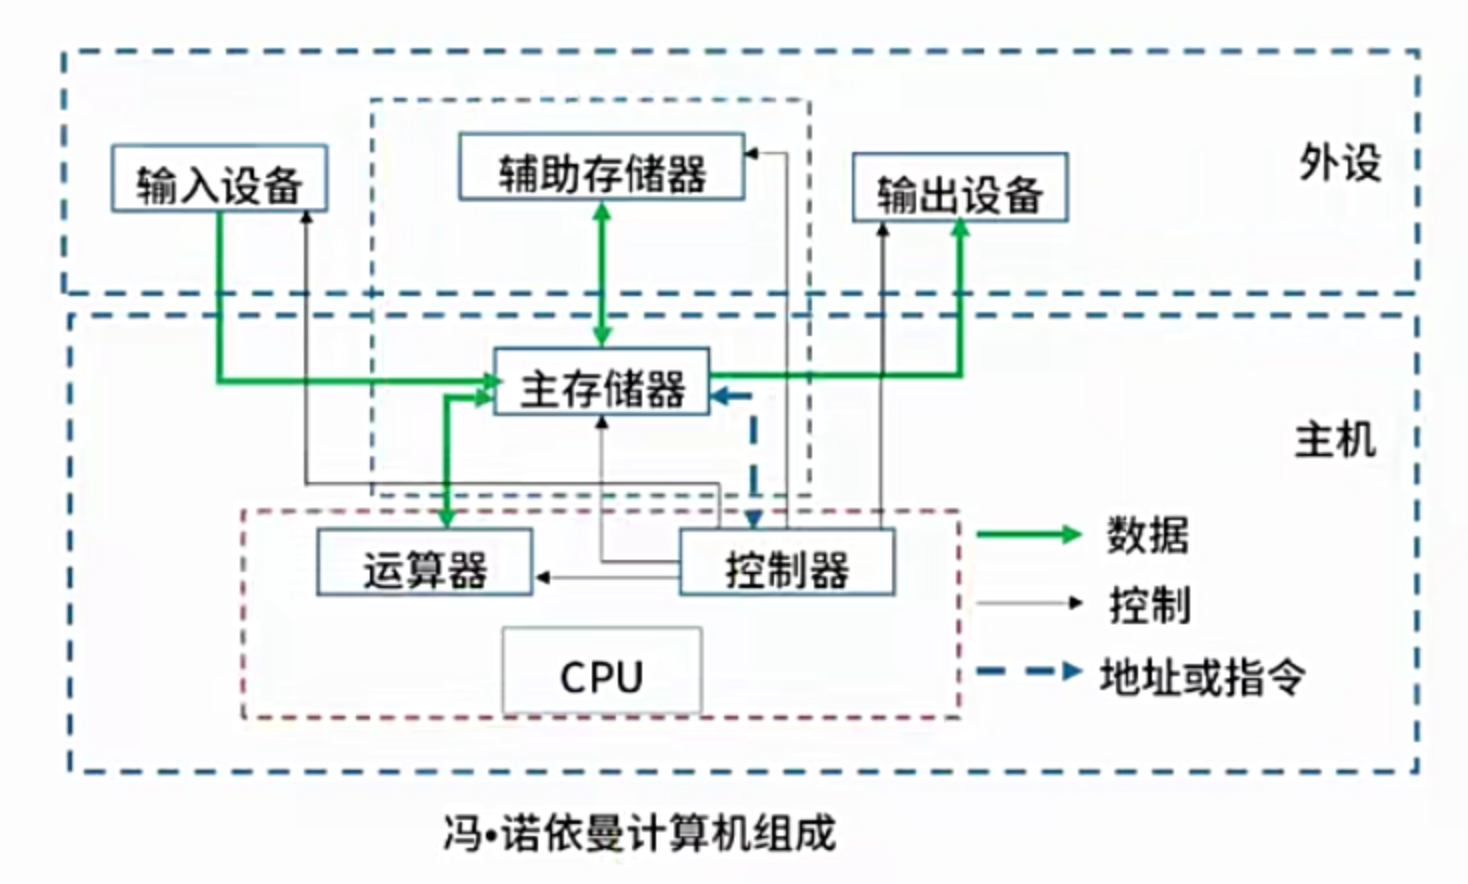 外设
输入设备
辅助存储器
输出设备
主存储器
主机
运算器
控制器
CPU
数据
控制
地址或指令
冯•诺依曼计算机组成